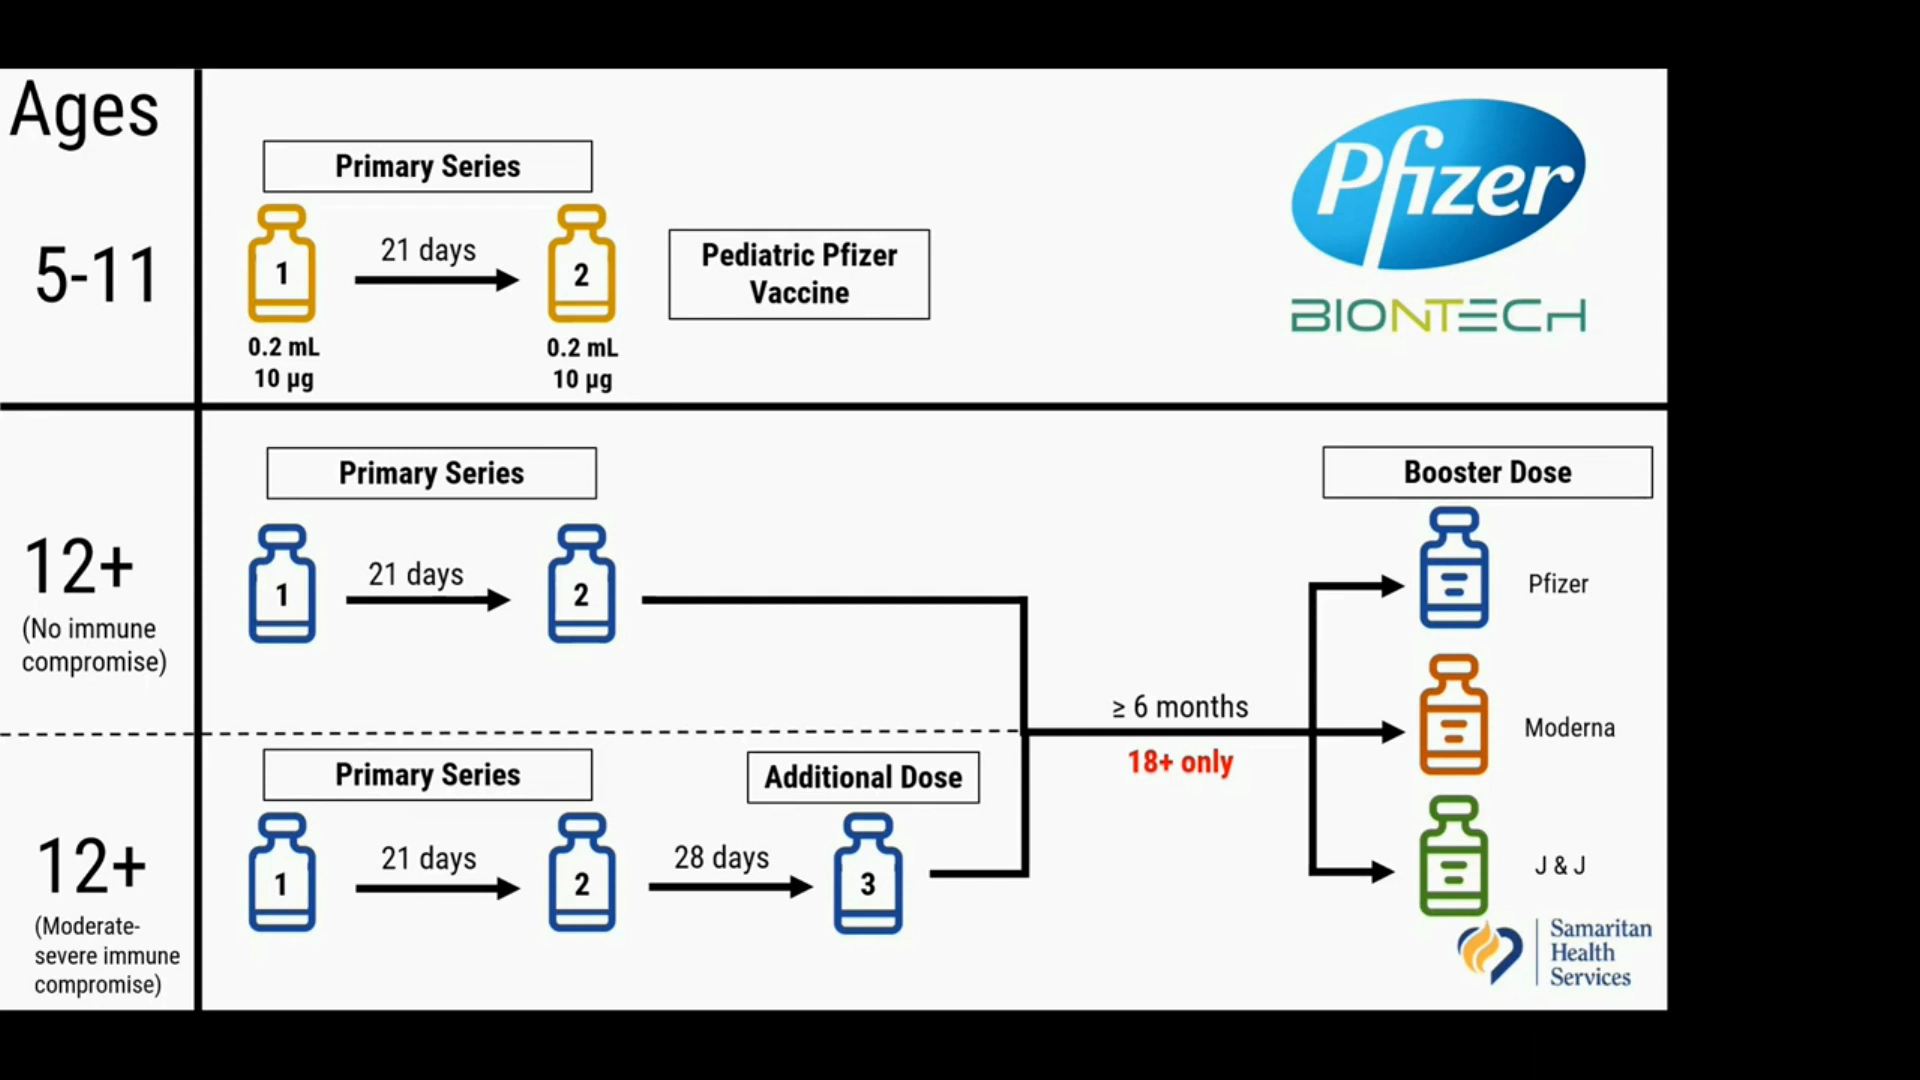 Ages
Primary Series
5-11
1
21 days
2
Pediatric Pfizer
Vaccine
0.2 mL
10 µg
0.2 mL
10 µg
Pfizer
BIONTECH
Primary Series
12+
(No immune
compromise)
1
21 days
2
Booster Dose
Pfizer
≥ 6 months
18+ only
Moderna
J & J
Primary Series
Additional Dose
12+
(Moderate-
severe immune
compromise)
1
21 days
2
28 days
3
Samaritan
Health
Services